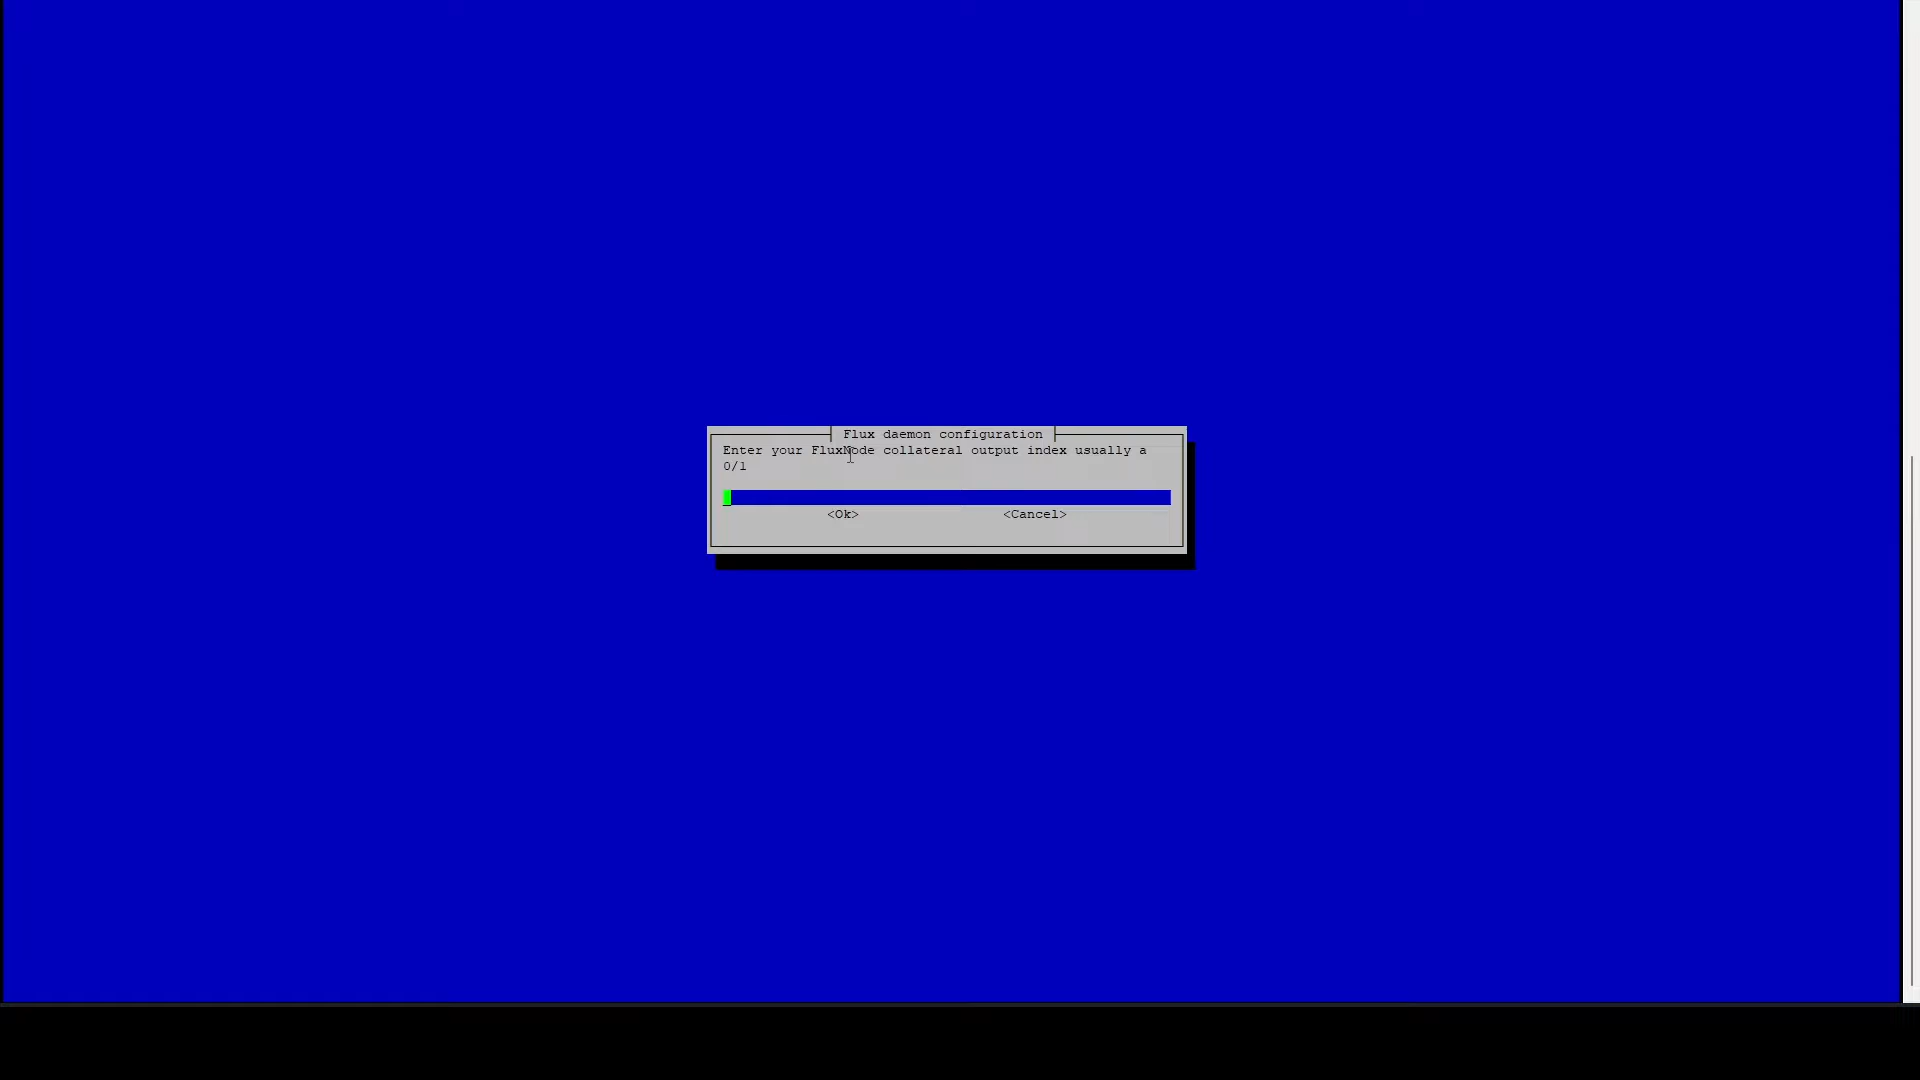 Flux daemon configuration
Enter your FluxNode collateral output index usually a
0/1
<Ok> <Cancel>